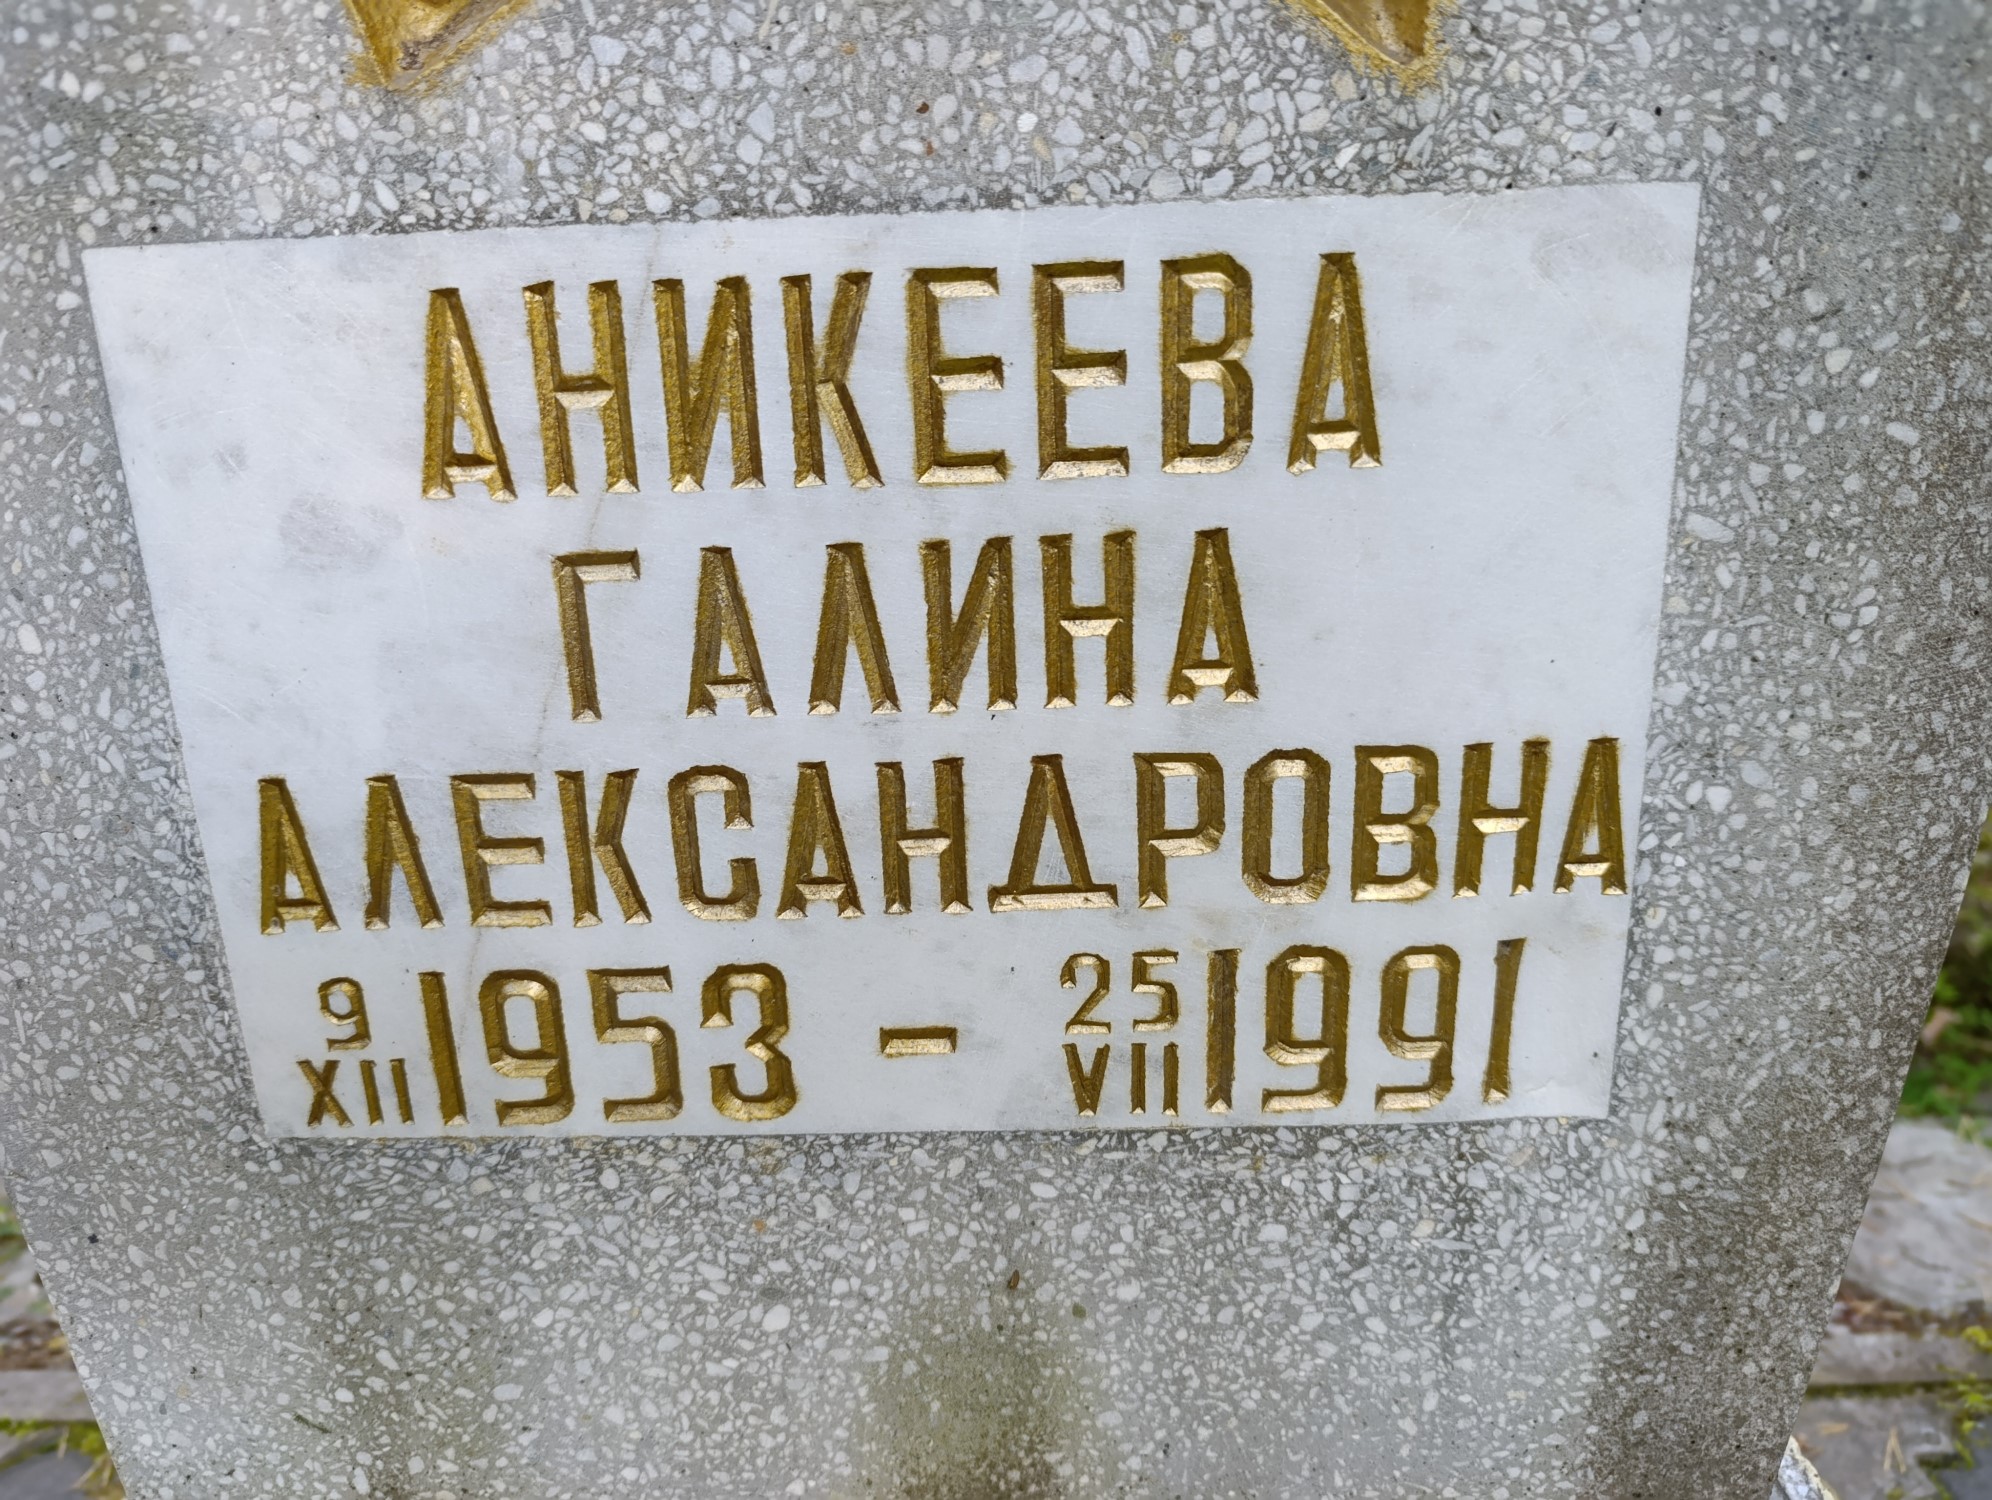 АНИКЕЕВА
ГАЛИНА
АЛЕКСАНДРОВНА
9 XII 1953 - 25 VII 1991